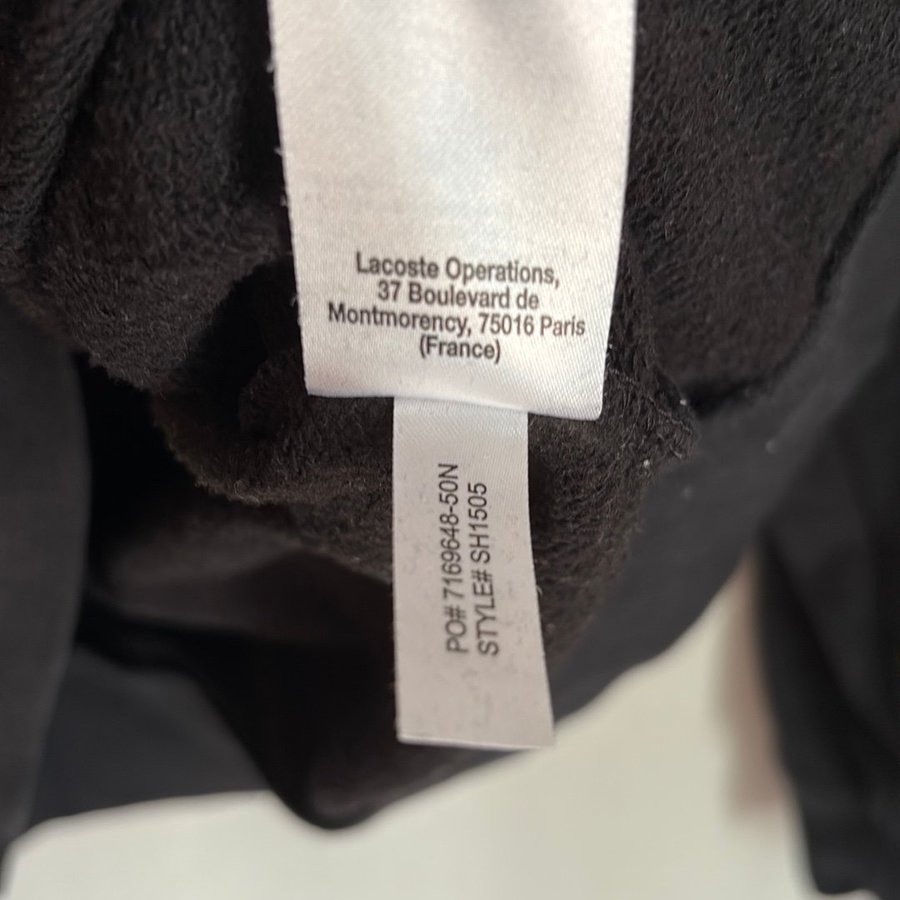 Lacoste Operations,
37 Boulevard de
Montmorency, 75016 Paris
(France)
PO# 7169648-50N
STYLE# SH1505